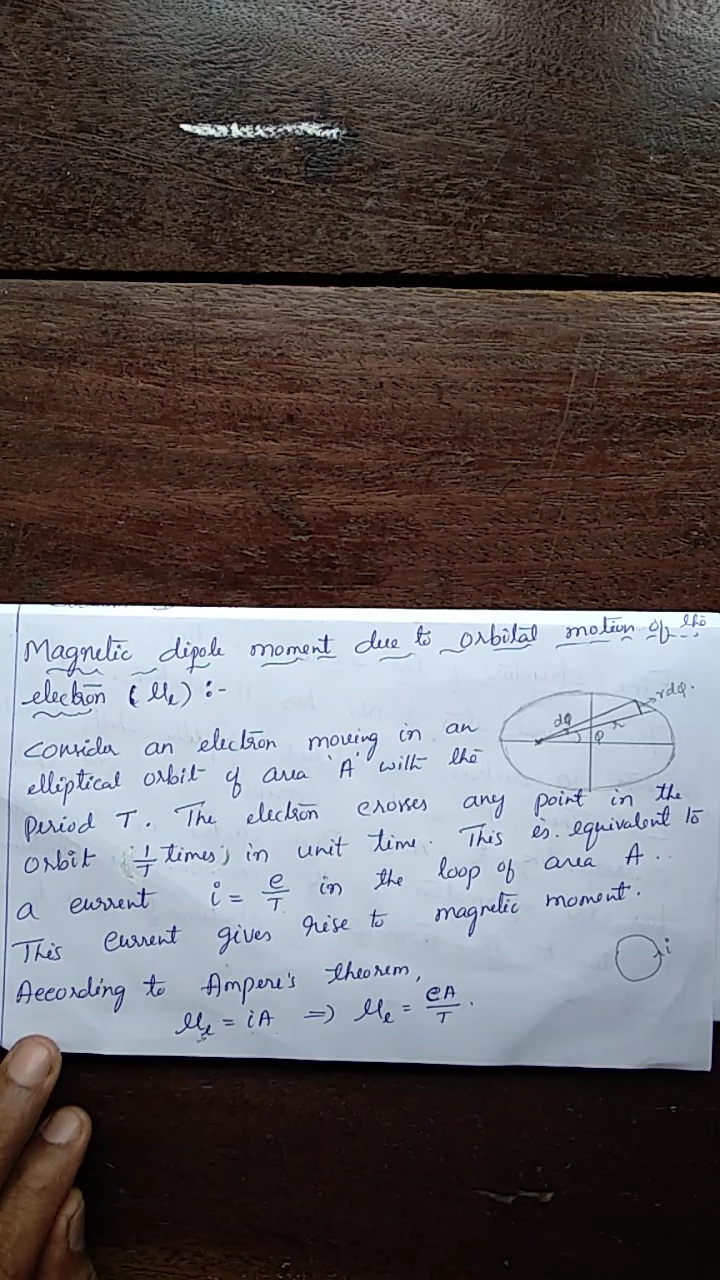 Magnetic dipole moment due to orbital motion of the
electron (μₗ) :-
Consider an electron moving in an
elliptical orbit of area 'A' with the
period T. The electron crosses any point in the
orbit (1/T times) in unit time. This is equivalent to
a current i = e/T in the loop of area A.
This current gives rise to magnetic moment.
According to Ampere's theorem,
μₗ = iA ⇒ μₗ = eA/T.
rdφ.
dφ
r
φ
i